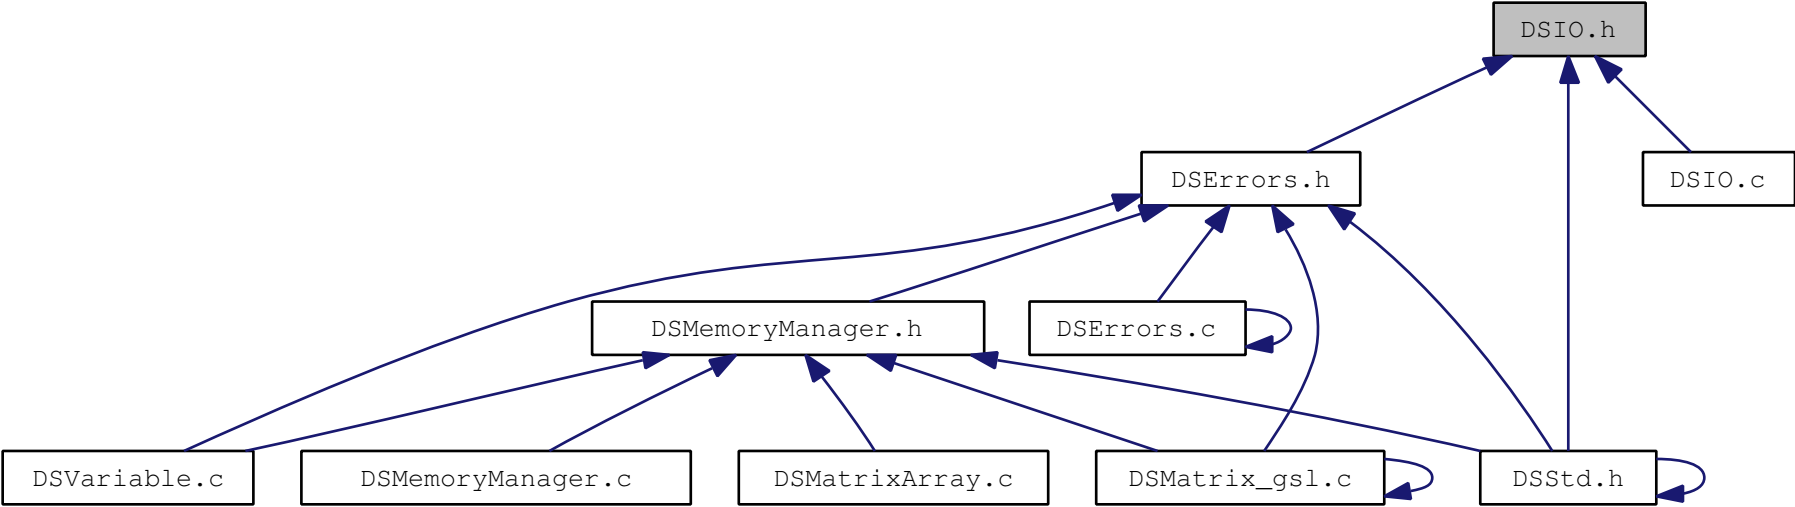 DSIO.h
DSErrors.h
DSIO.c
DSMemoryManager.h
DSErrors.c
DSVariable.c
DSMemoryManager.c
DSMatrixArray.c
DSMatrix_gsl.c
DSStd.h